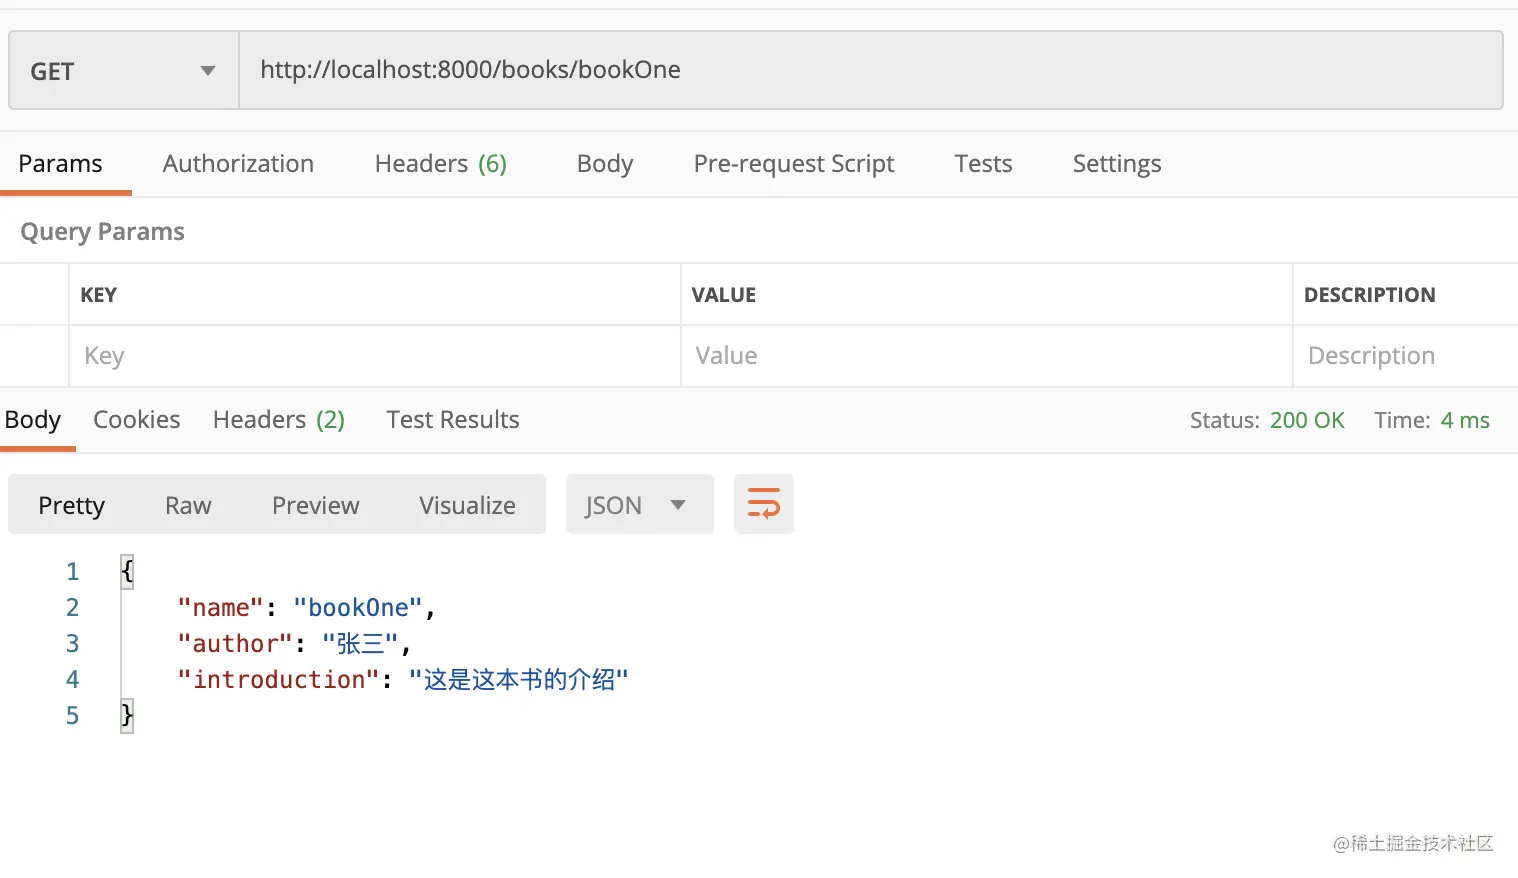 GET http://localhost:8000/books/bookOne
Params Authorization Headers (6) Body Pre-request Script Tests Settings
Query Params
KEY VALUE DESCRIPTION
Key Value Description
Body Cookies Headers (2) Test Results Status: 200 OK Time: 4 ms
Pretty Raw Preview Visualize JSON
1 {
2 "name": "bookOne",
3 "author": "张三",
4 "introduction": "这是这本书的介绍"
5 }
@稀土掘金技术社区